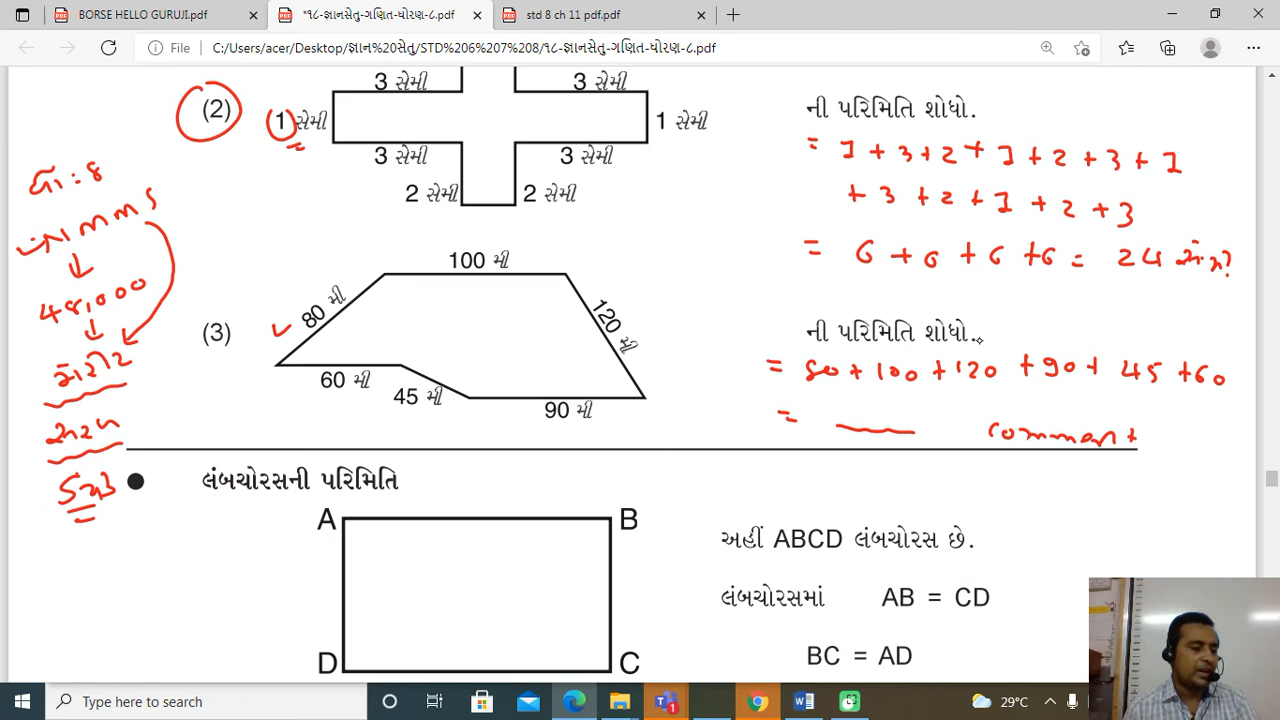 BORSE HELLO GURUJI.pdf
*૧૮-જ્ઞાનસેતુ-ગણિત-ધોરણ-૮.pdf
std 8 ch 11 pdf.pdf
File
C:/Users/acer/Desktop/જ્ઞાન%20સેતુ/STD%206%207%208/૧૮-જ્ઞાનસેતુ-ગણિત-ધોરણ-૮.pdf
3 સેમી 3 સેમી
(2) 1 સેમી 1 સેમી ની પરિમિતિ શોધો.
3 સેમી 3 સેમી
2 સેમી 2 સેમી
= 1 + 3 + 2 + 1 + 2 + 3 + 1
+ 3 + 2 + 1 + 2 + 3
= 6 + 6 + 6 + 6 = 24
48,000
100 મી
80 મી 120 મી
(3) ની પરિમિતિ શોધો.
60 મી 45 મી 90 મી
= 80 + 100 + 120 + 90 + 45 + 60
= comment
● લંબચોરસની પરિમિતિ
A B
D C
અહીં ABCD લંબચોરસ છે.
લંબચોરસમાં AB = CD
BC = AD
Type here to search
29°C